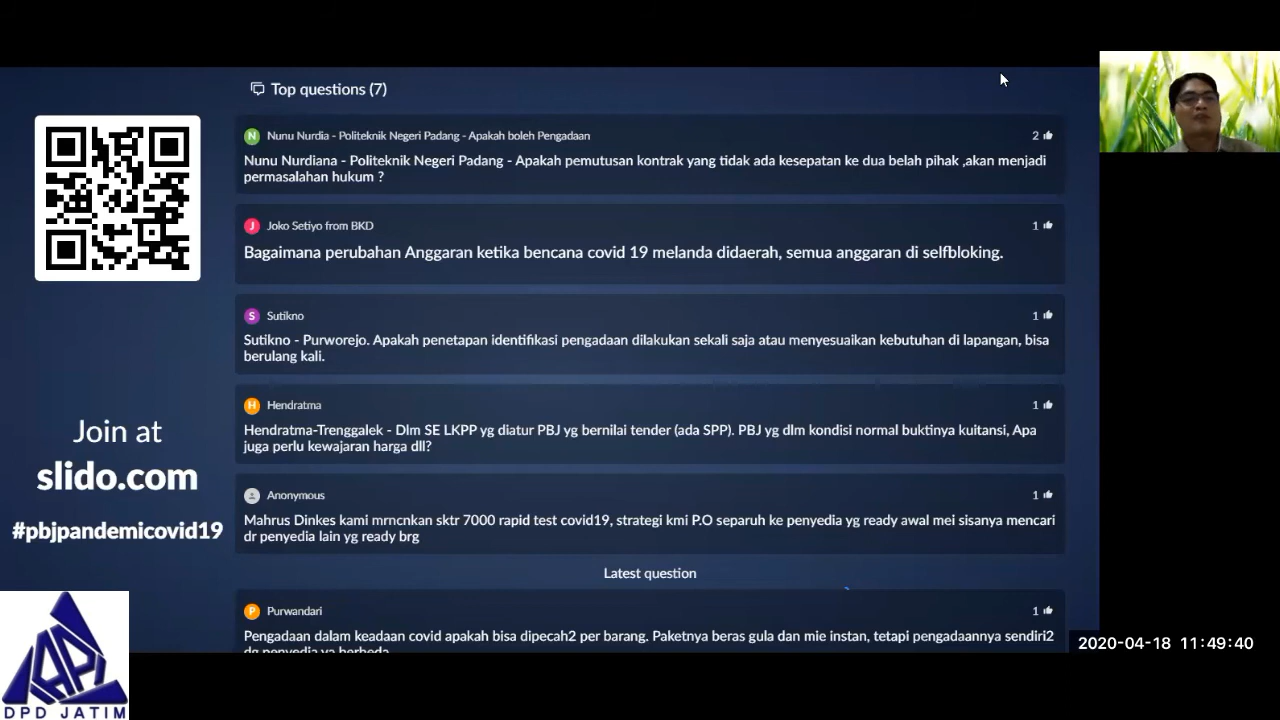 Top questions (7)
N Nunu Nurdia - Politeknik Negeri Padang - Apakah boleh Pengadaan 2
Nunu Nurdiana - Politeknik Negeri Padang - Apakah pemutusan kontrak yang tidak ada kesepatan ke dua belah pihak ,akan menjadi
permasalahan hukum ?
J Joko Setiyo from BKD 1
Bagaimana perubahan Anggaran ketika bencana covid 19 melanda didaerah, semua anggaran di selfbloking.
S Sutikno 1
Sutikno - Purworejo. Apakah penetapan identifikasi pengadaan dilakukan sekali saja atau menyesuaikan kebutuhan di lapangan, bisa
berulang kali.
H Hendratma 1
Hendratma-Trenggalek - Dlm SE LKPP yg diatur PBJ yg bernilai tender (ada SPP). PBJ yg dlm kondisi normal buktinya kuitansi, Apa
juga perlu kewajaran harga dll?
Anonymous 1
Mahrus Dinkes kami mrncnkan sktr 7000 rapid test covid19, strategi kmi P.O separuh ke penyedia yg ready awal mei sisanya mencari
dr penyedia lain yg ready brg
Latest question
P Purwandari 1
Pengadaan dalam keadaan covid apakah bisa dipecah2 per barang. Paketnya beras gula dan mie instan, tetapi pengadaannya sendiri2
dg penyedia yg berbeda
Join at
slido.com
#pbjpandemicovid19
IAPI
DPD JATIM
2020-04-18 11:49:40